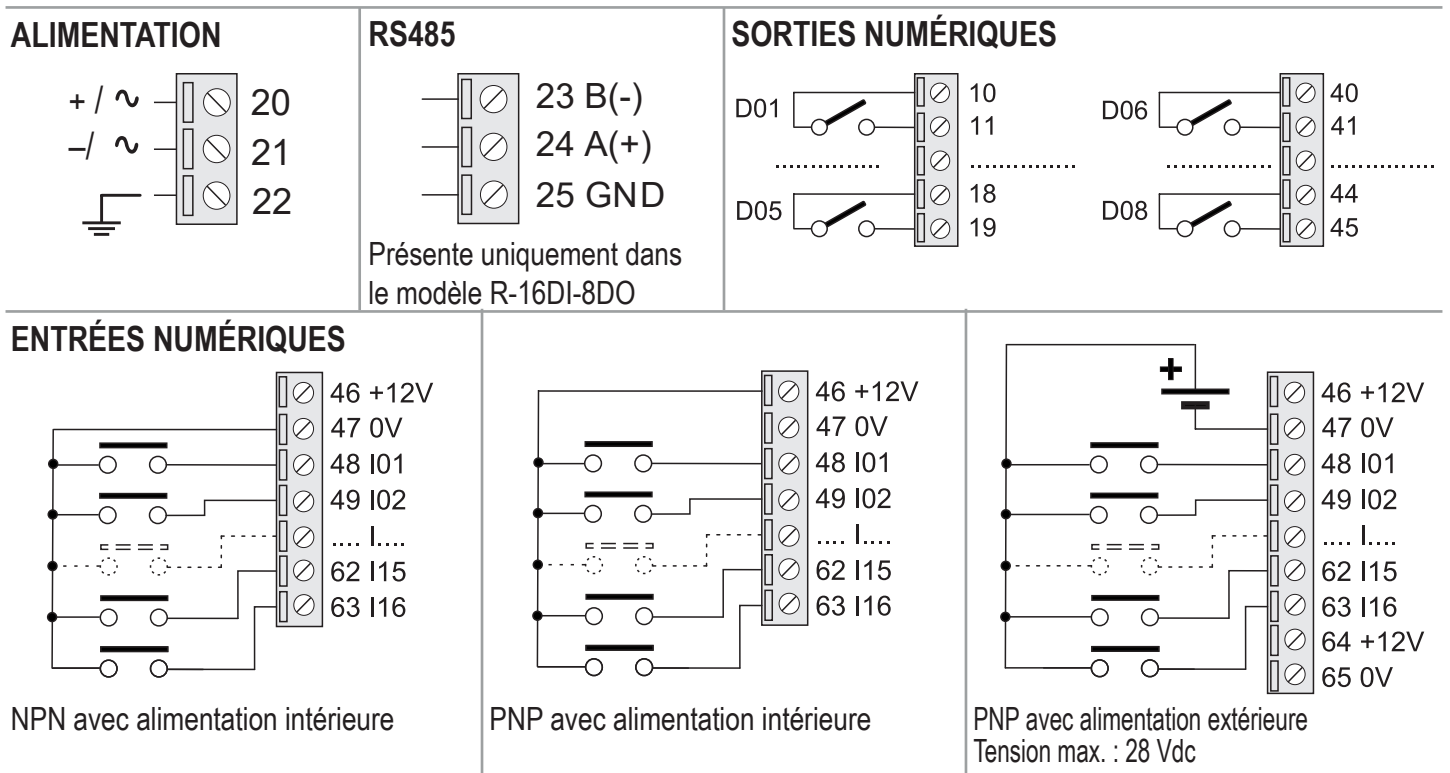 ALIMENTATION
+ / ~
20
–/ ~
21
22
RS485
23 B(-)
24 A(+)
25 GND
Présente uniquement dans
le modèle R-16DI-8DO
SORTIES NUMÉRIQUES
D01
10
11
....................
D05
18
19
D06
40
41
....................
D08
44
45
ENTRÉES NUMÉRIQUES
46 +12V
47 0V
48 I01
49 I02
.... I....
62 I15
63 I16
NPN avec alimentation intérieure
46 +12V
47 0V
48 I01
49 I02
.... I....
62 I15
63 I16
PNP avec alimentation intérieure
+
46 +12V
47 0V
48 I01
49 I02
.... I....
62 I15
63 I16
64 +12V
65 0V
PNP avec alimentation extérieure
Tension max. : 28 Vdc